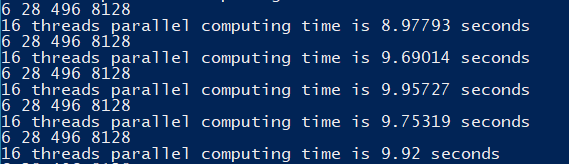 6 28 496 8128
16 threads parallel computing time is 8.97793 seconds
6 28 496 8128
16 threads parallel computing time is 9.69014 seconds
6 28 496 8128
16 threads parallel computing time is 9.95727 seconds
6 28 496 8128
16 threads parallel computing time is 9.75319 seconds
6 28 496 8128
16 threads parallel computing time is 9.92 seconds